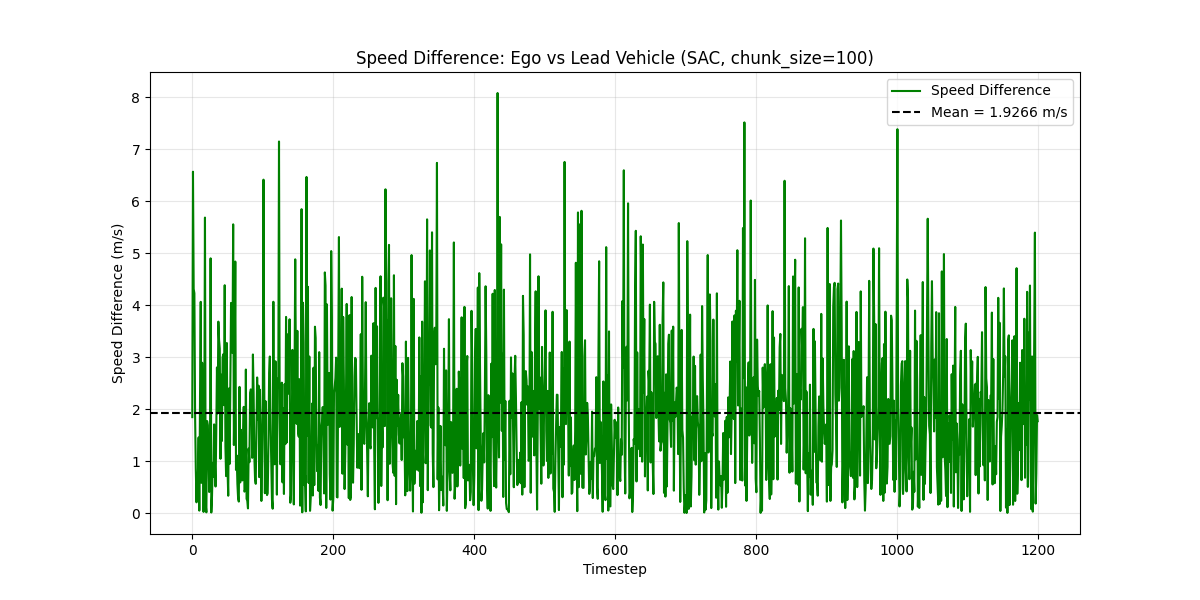 Speed Difference: Ego vs Lead Vehicle (SAC, chunk_size=100)
Speed Difference
Mean = 1.9266 m/s
Speed Difference (m/s)
8
7
6
5
4
3
2
1
0
0 200 400 600 800 1000 1200
Timestep